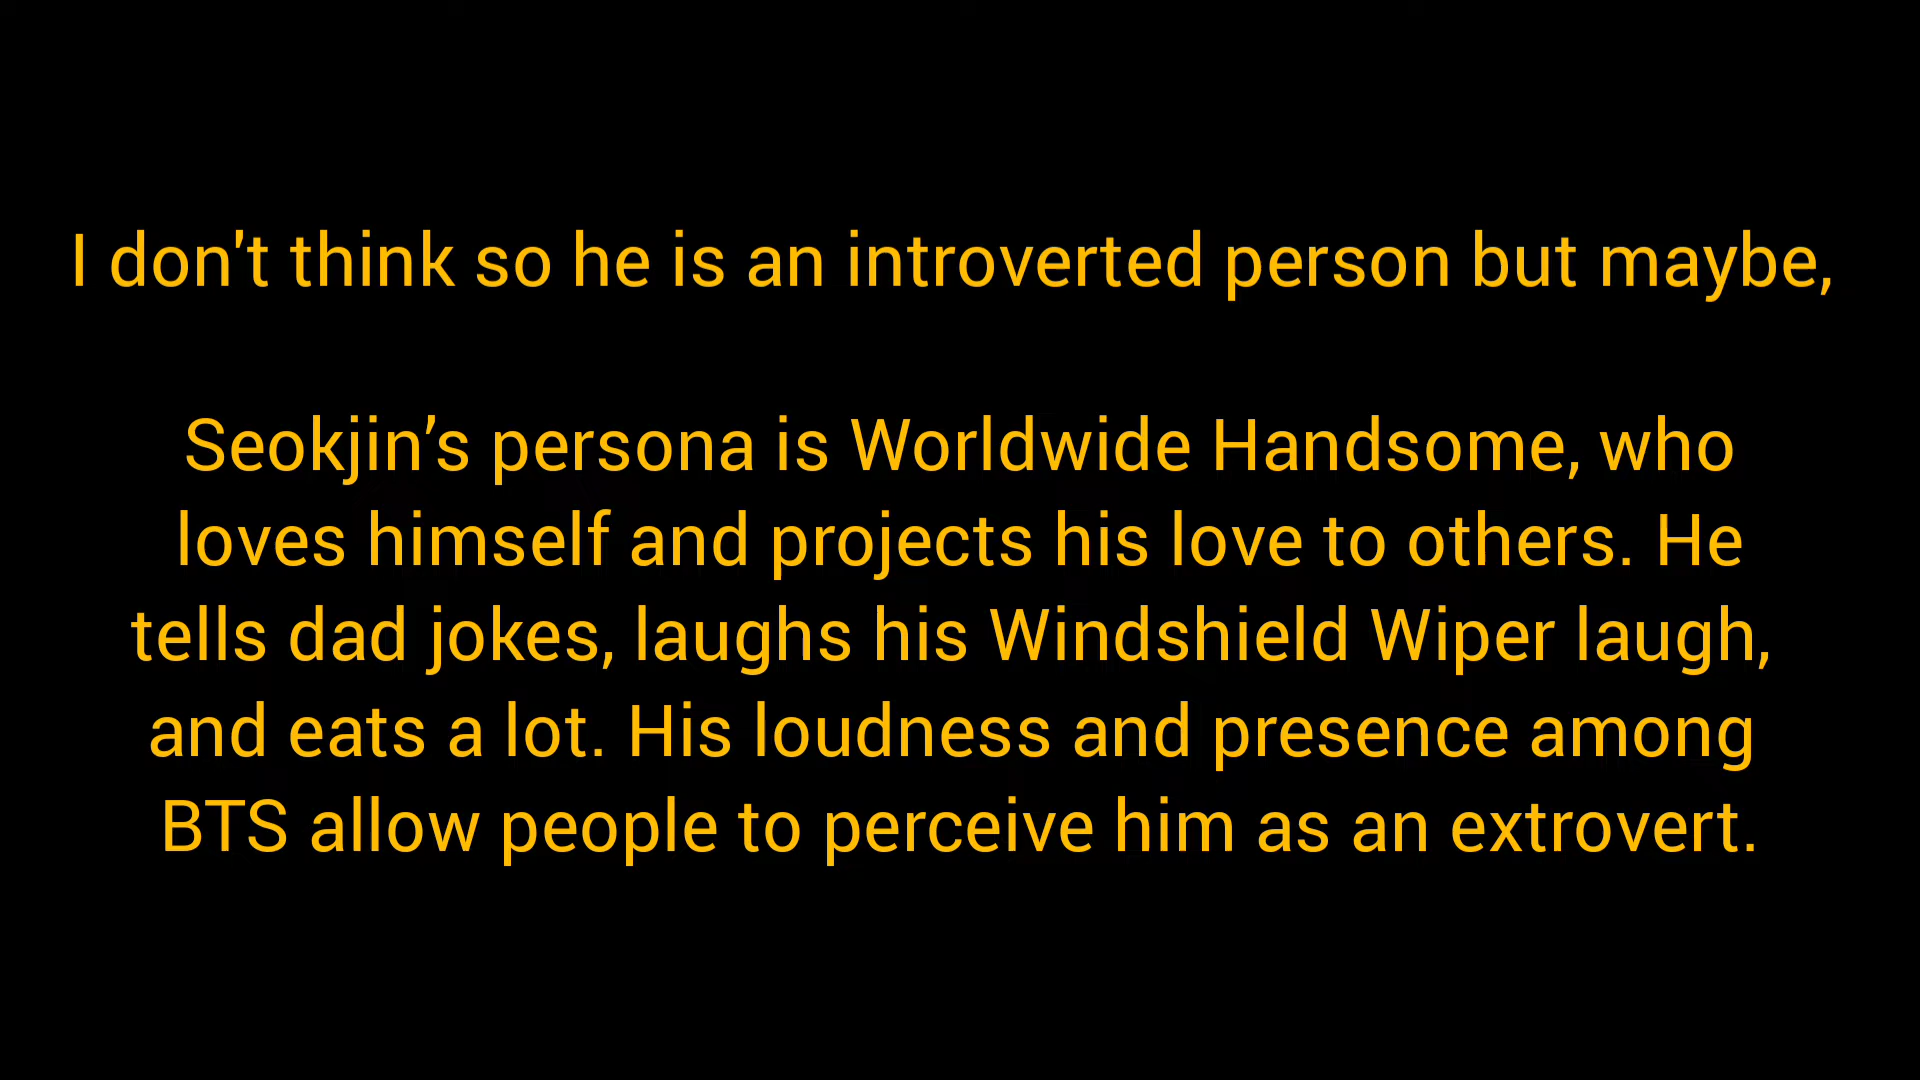 I don't think so he is an introverted person but maybe,
Seokjin’s persona is Worldwide Handsome, who
loves himself and projects his love to others. He
tells dad jokes, laughs his Windshield Wiper laugh,
and eats a lot. His loudness and presence among
BTS allow people to perceive him as an extrovert.